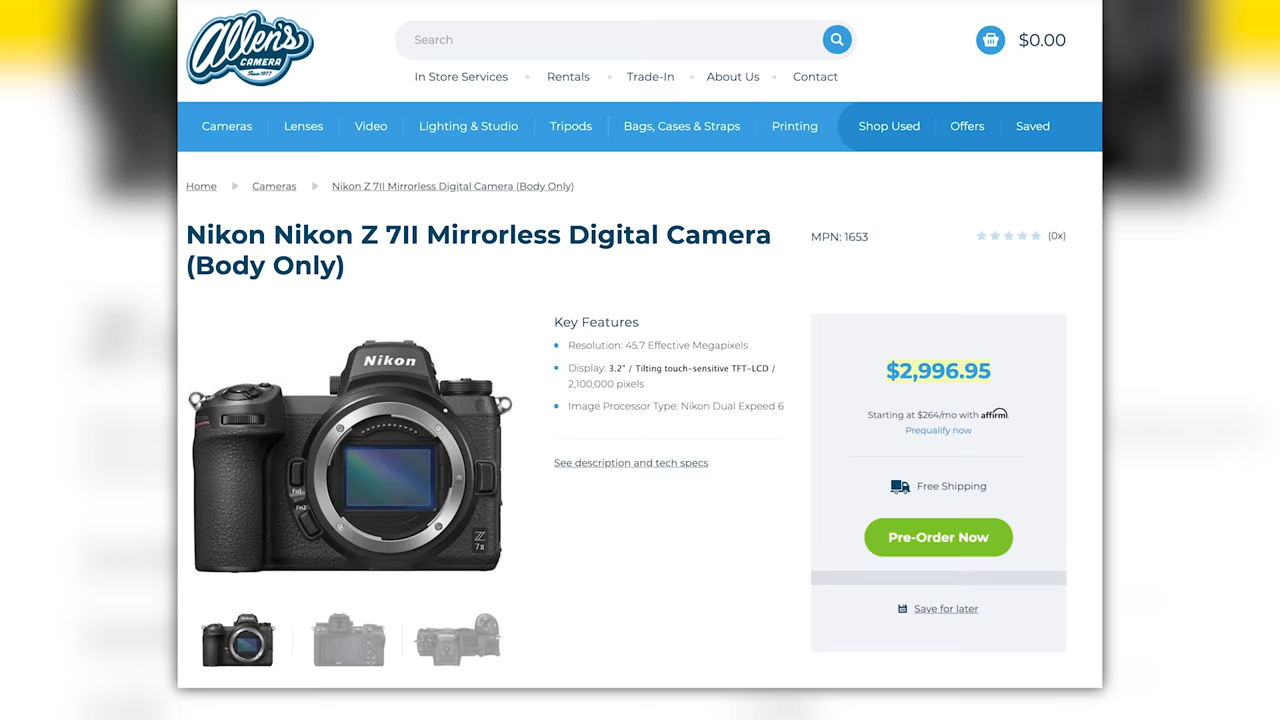 Allen's
CAMERA
Since 1977
Search
$0.00
In Store Services
Rentals
Trade-In
About Us
Contact
Cameras
Lenses
Video
Lighting & Studio
Tripods
Bags, Cases & Straps
Printing
Shop Used
Offers
Saved
Home
Cameras
Nikon Z 7II Mirrorless Digital Camera (Body Only)
Nikon Nikon Z 7II Mirrorless Digital Camera
(Body Only)
MPN: 1653
(0x)
Nikon
Fn1
Fn2
Z
7II
Key Features
Resolution: 45.7 Effective Megapixels
Display: 3.2" / Tilting touch-sensitive TFT-LCD /
2,100,000 pixels
Image Processor Type: Nikon Dual Expeed 6
See description and tech specs
$2,996.95
Starting at $264/mo with affirm.
Prequalify now
Free Shipping
Pre-Order Now
Save for later
Nikon